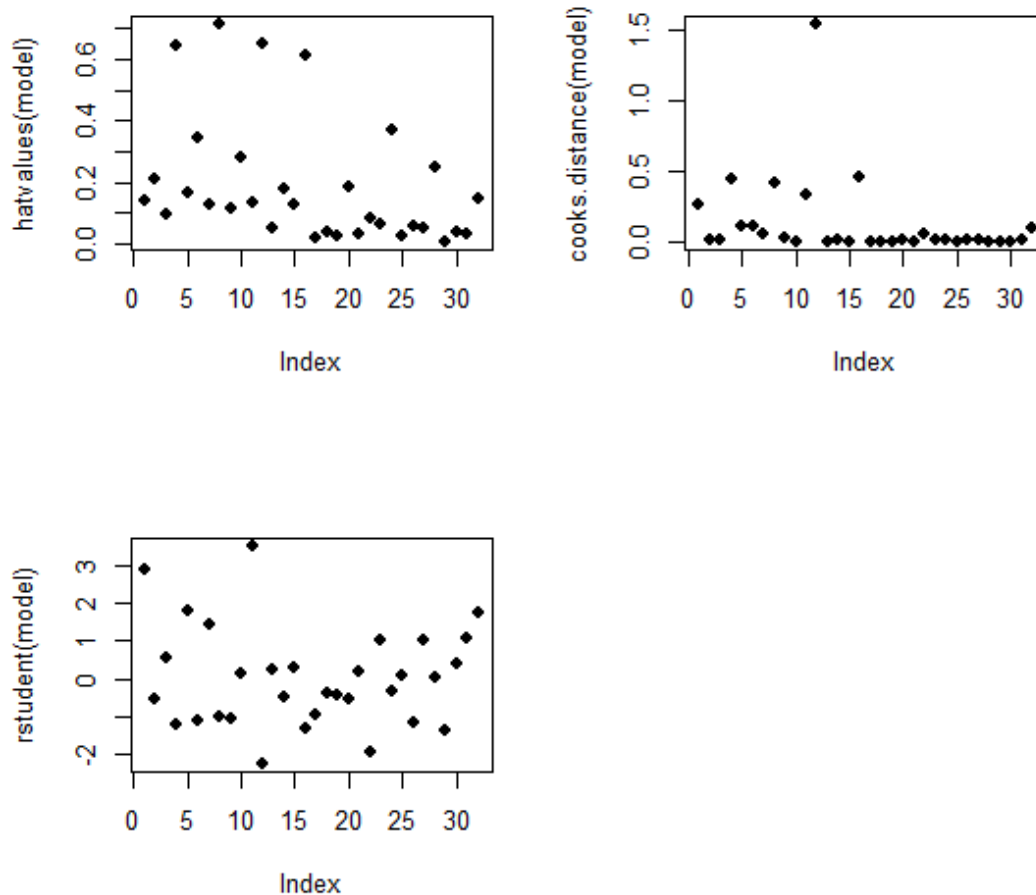 hatvalues(model)
0.0 0.2 0.4 0.6
0 5 10 15 20 25 30
Index
cooks.distance(model)
0.0 0.5 1.0 1.5
0 5 10 15 20 25 30
Index
rstudent(model)
-2 0 1 2 3
0 5 10 15 20 25 30
Index